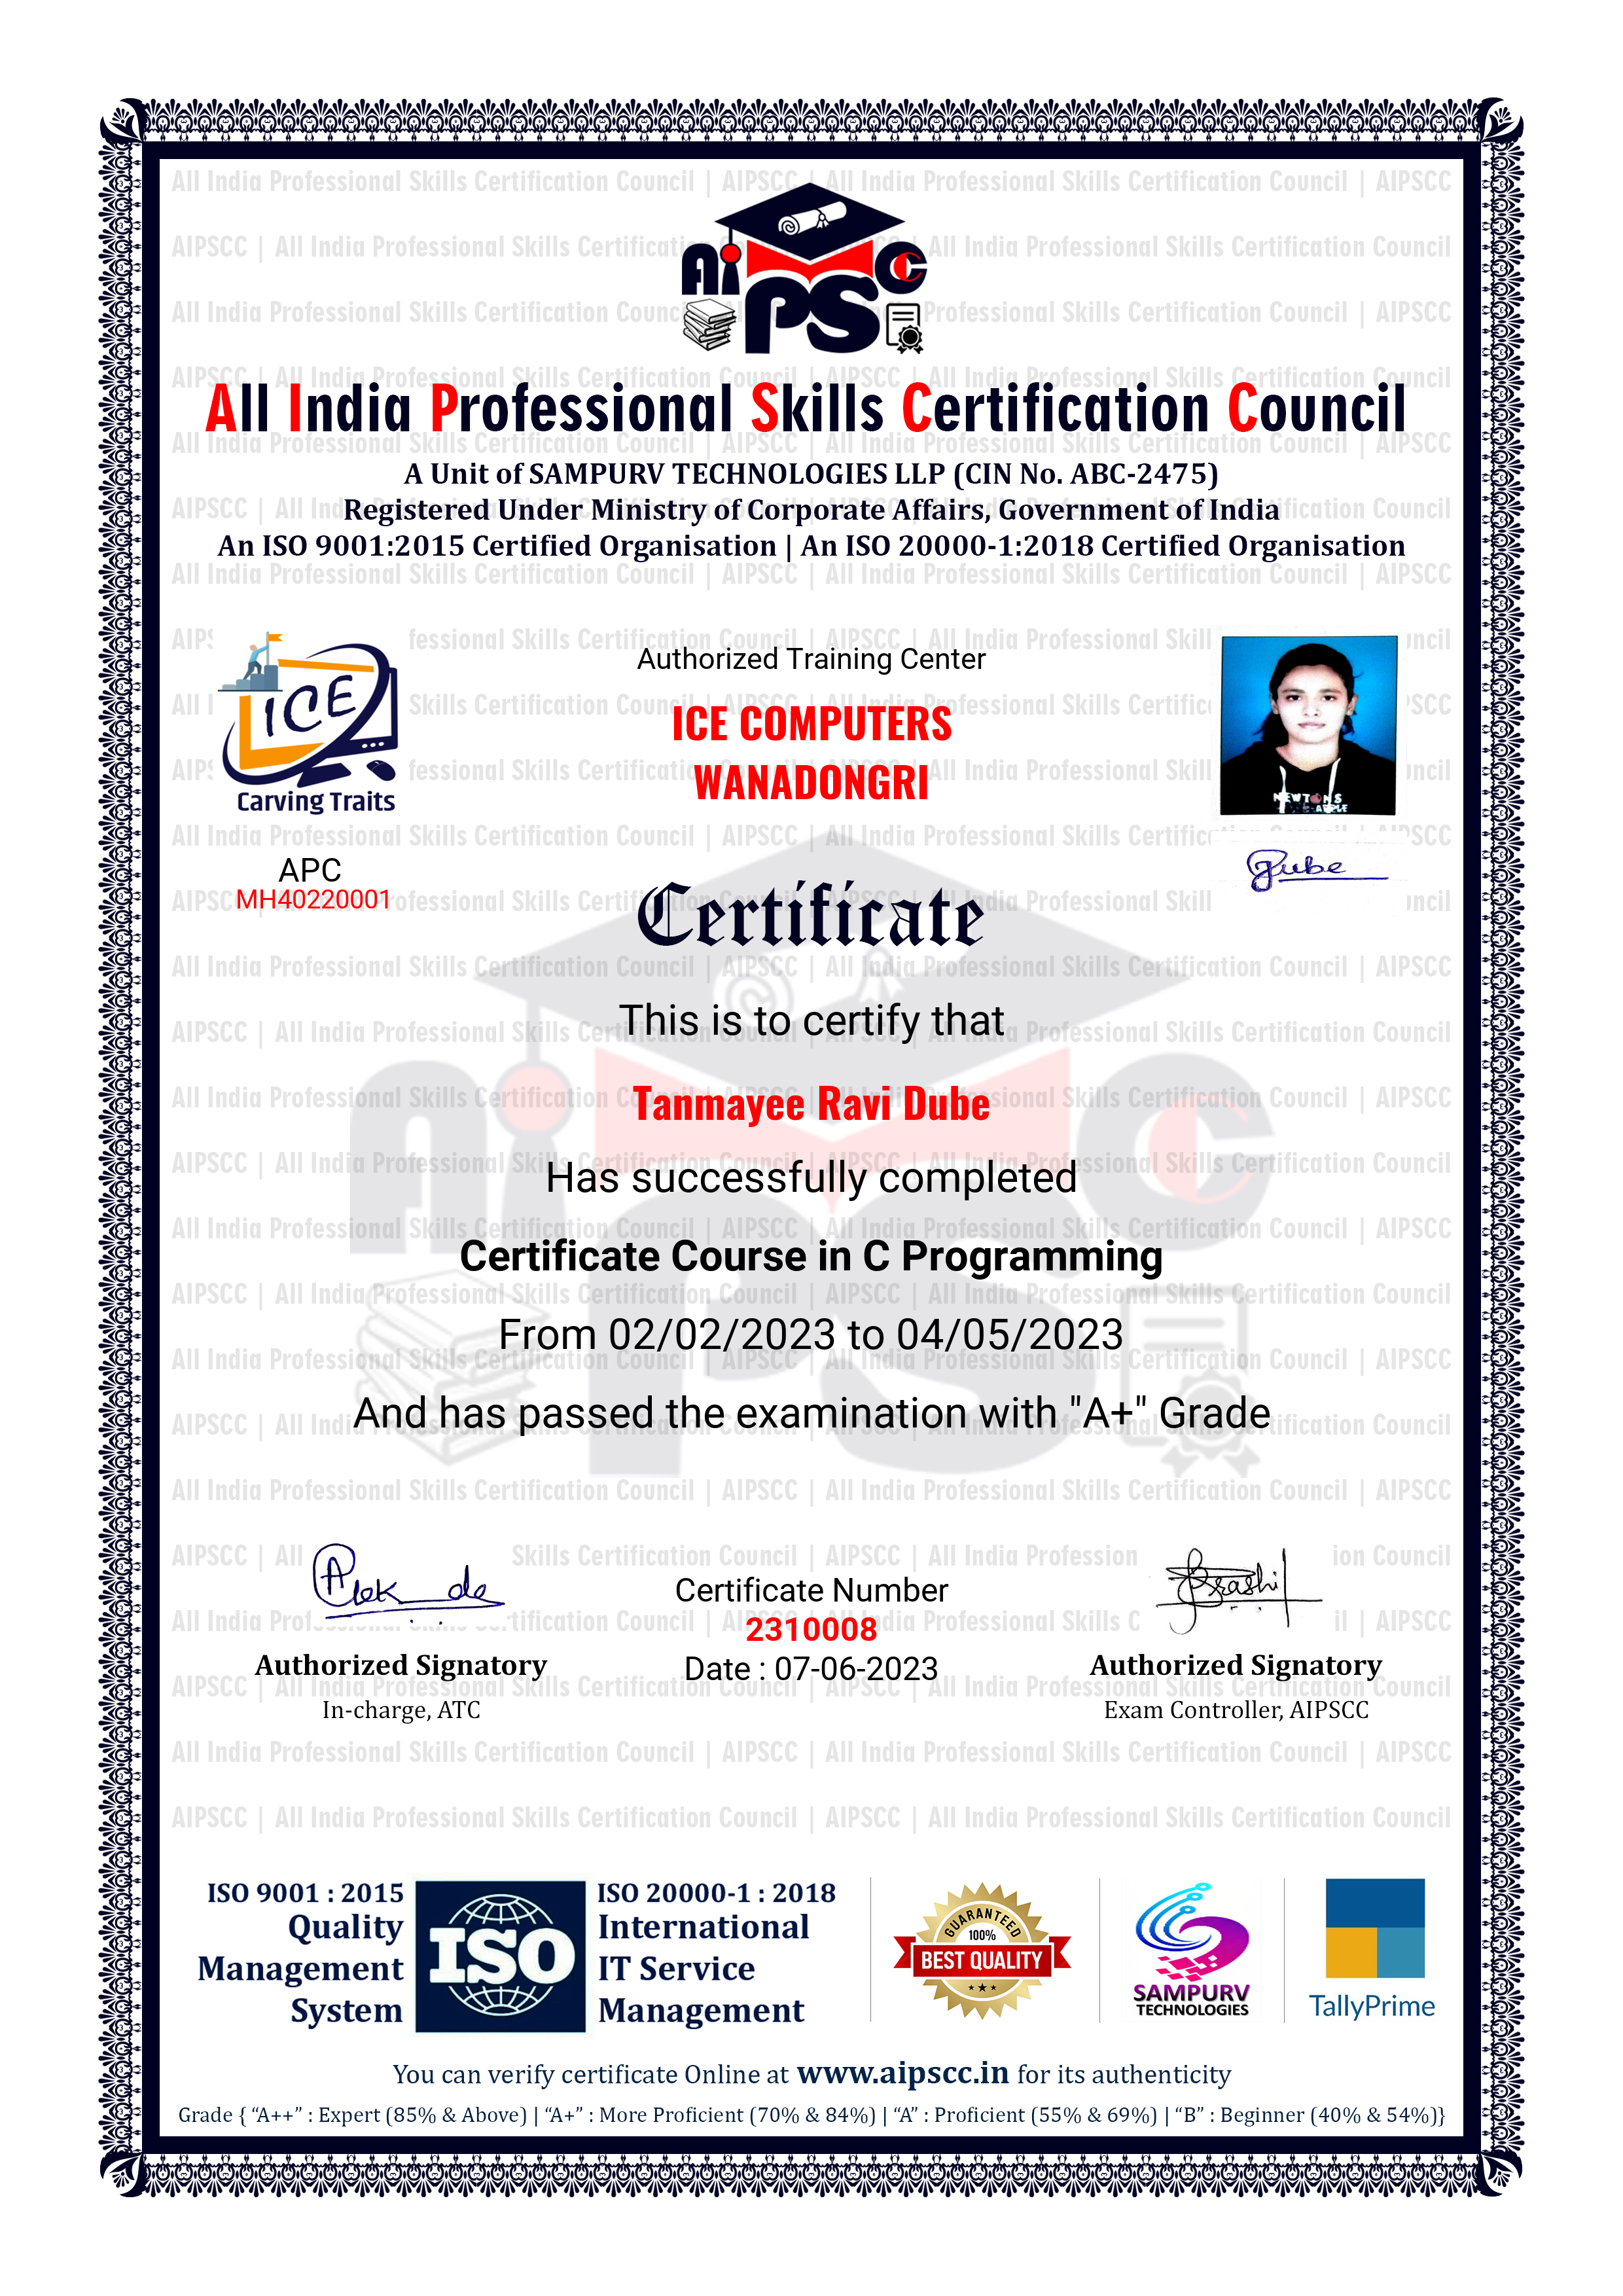 AiPSCC
All India Professional Skills Certification Council
A Unit of SAMPURV TECHNOLOGIES LLP (CIN No. ABC-2475)
Registered Under Ministry of Corporate Affairs, Government of India
An ISO 9001:2015 Certified Organisation | An ISO 20000-1:2018 Certified Organisation
ICE
Carving Traits
APC
MH40220001
Authorized Training Center
ICE COMPUTERS
WANADONGRI
NEWTONS
APPLE
Dube
Certificate
This is to certify that
Tanmayee Ravi Dube
Has successfully completed
Certificate Course in C Programming
From 02/02/2023 to 04/05/2023
And has passed the examination with "A+" Grade
Authorized Signatory
In-charge, ATC
Certificate Number
2310008
Date : 07-06-2023
Authorized Signatory
Exam Controller, AIPSCC
ISO 9001 : 2015
Quality
Management
System
ISO
ISO 20000-1 : 2018
International
IT Service
Management
GUARANTEED
100%
BEST QUALITY
SAMPURV
TECHNOLOGIES
TallyPrime
You can verify certificate Online at www.aipscc.in for its authenticity
Grade { “A++” : Expert (85% & Above) | “A+” : More Proficient (70% & 84%) | “A” : Proficient (55% & 69%) | “B” : Beginner (40% & 54%)}